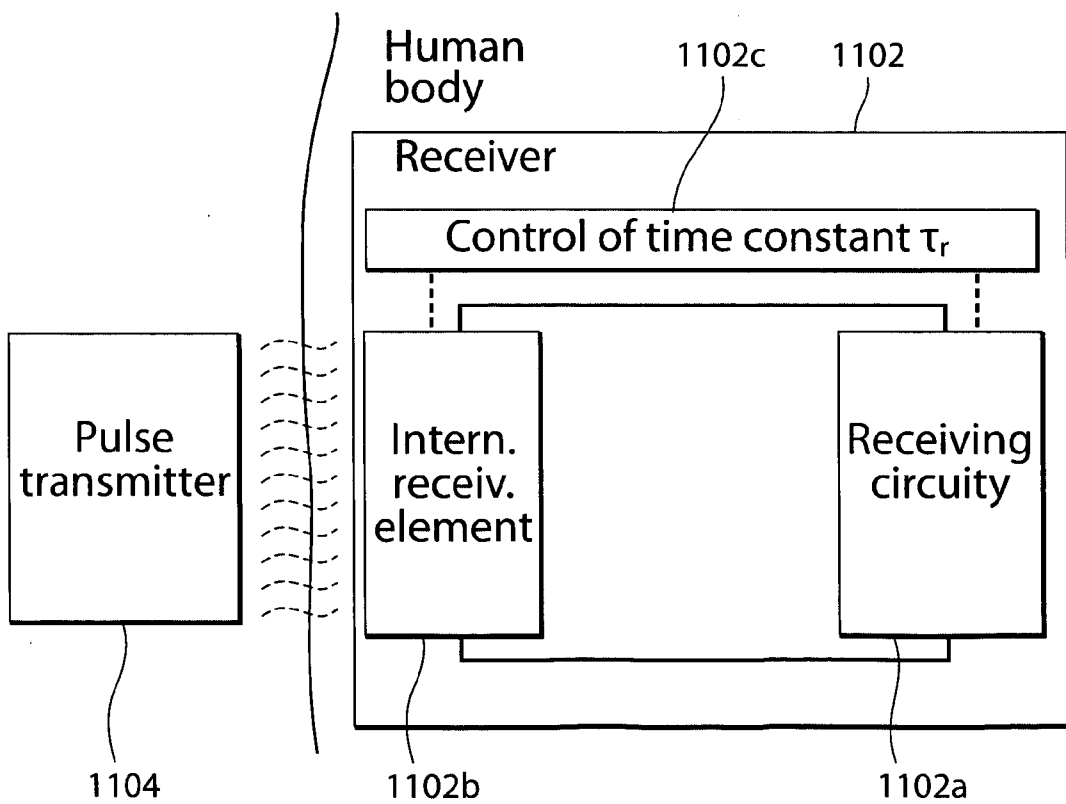 Human
body
1102c
1102
Receiver
Control of time constant τr
Pulse
transmitter
Intern.
receiv.
element
Receiving
circuity
1104
1102b
1102a